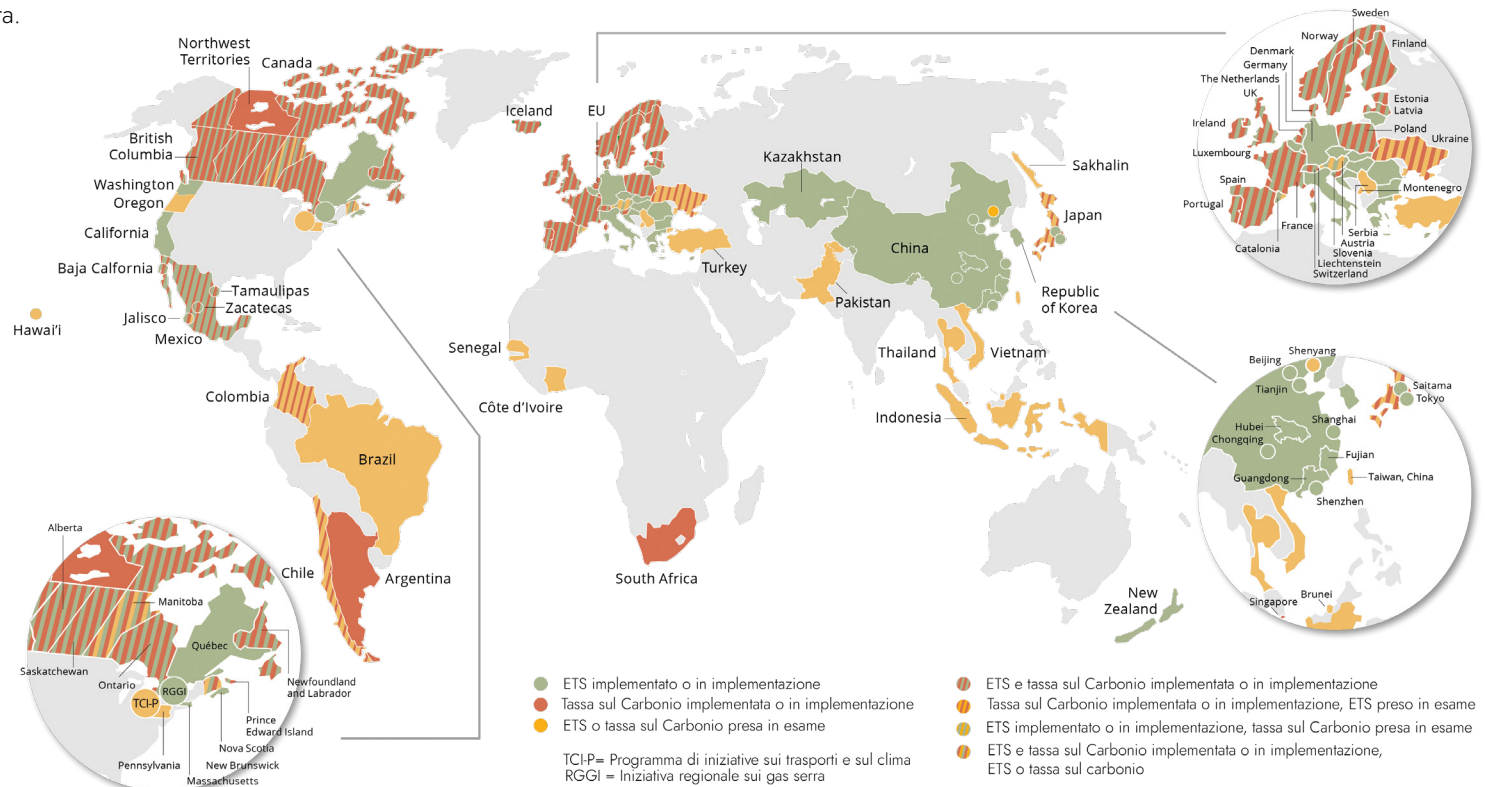 ra.
Northwest
Territories
Canada
British
Columbia
Washington
Oregon
California
Baja Calfornia
Tamaulipas
Zacatecas
Jalisco
Mexico
Hawai'i
Colombia
Brazil
Chile
Argentina
Iceland
EU
Kazakhstan
China
Turkey
Pakistan
Senegal
Côte d'Ivoire
South Africa
Thailand
Vietnam
Indonesia
Sakhalin
Japan
Republic
of Korea
New
Zealand
Sweden
Norway
Finland
Denmark
Germany
The Netherlands
UK
Ireland
Estonia
Latvia
Poland
Ukraine
Luxembourg
Spain
Portugal
Montenegro
France
Catalonia
Serbia
Austria
Slovenia
Liechtenstein
Switzerland
Shenyang
Beijing
Tianjin
Saitama
Tokyo
Shanghai
Hubei
Chongqing
Fujian
Guangdong
Taiwan, China
Shenzhen
Singapore
Brunei
Alberta
Manitoba
Québec
Saskatchewan
Ontario
Newfoundland
and Labrador
RGGI
TCI-P
Prince
Edward Island
Nova Scotia
New Brunswick
Pennsylvania
Massachusetts
ETS implementato o in implementazione
Tassa sul Carbonio implementata o in implementazione
ETS o tassa sul Carbonio presa in esame
TCI-P= Programma di iniziative sui trasporti e sul clima
RGGI = Iniziativa regionale sui gas serra
ETS e tassa sul Carbonio implementata o in implementazione
Tassa sul Carbonio implementata o in implementazione, ETS preso in esame
ETS implementato o in implementazione, tassa sul Carbonio presa in esame
ETS e tassa sul Carbonio implementata o in implementazione,
ETS o tassa sul carbonio